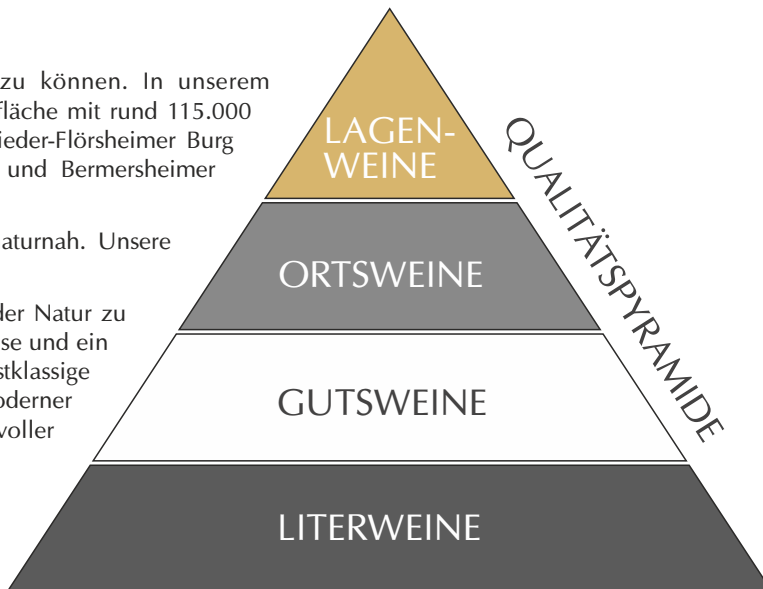 zu können. In unserem
fläche mit rund 115.000
ieder-Flörsheimer Burg
und Bermersheimer
aturnah. Unsere
der Natur zu
se und ein
stklassige
oderner
voller
LAGEN-
WEINE
ORTSWEINE
GUTSWEINE
LITERWEINE
QUALITÄTSPYRAMIDE